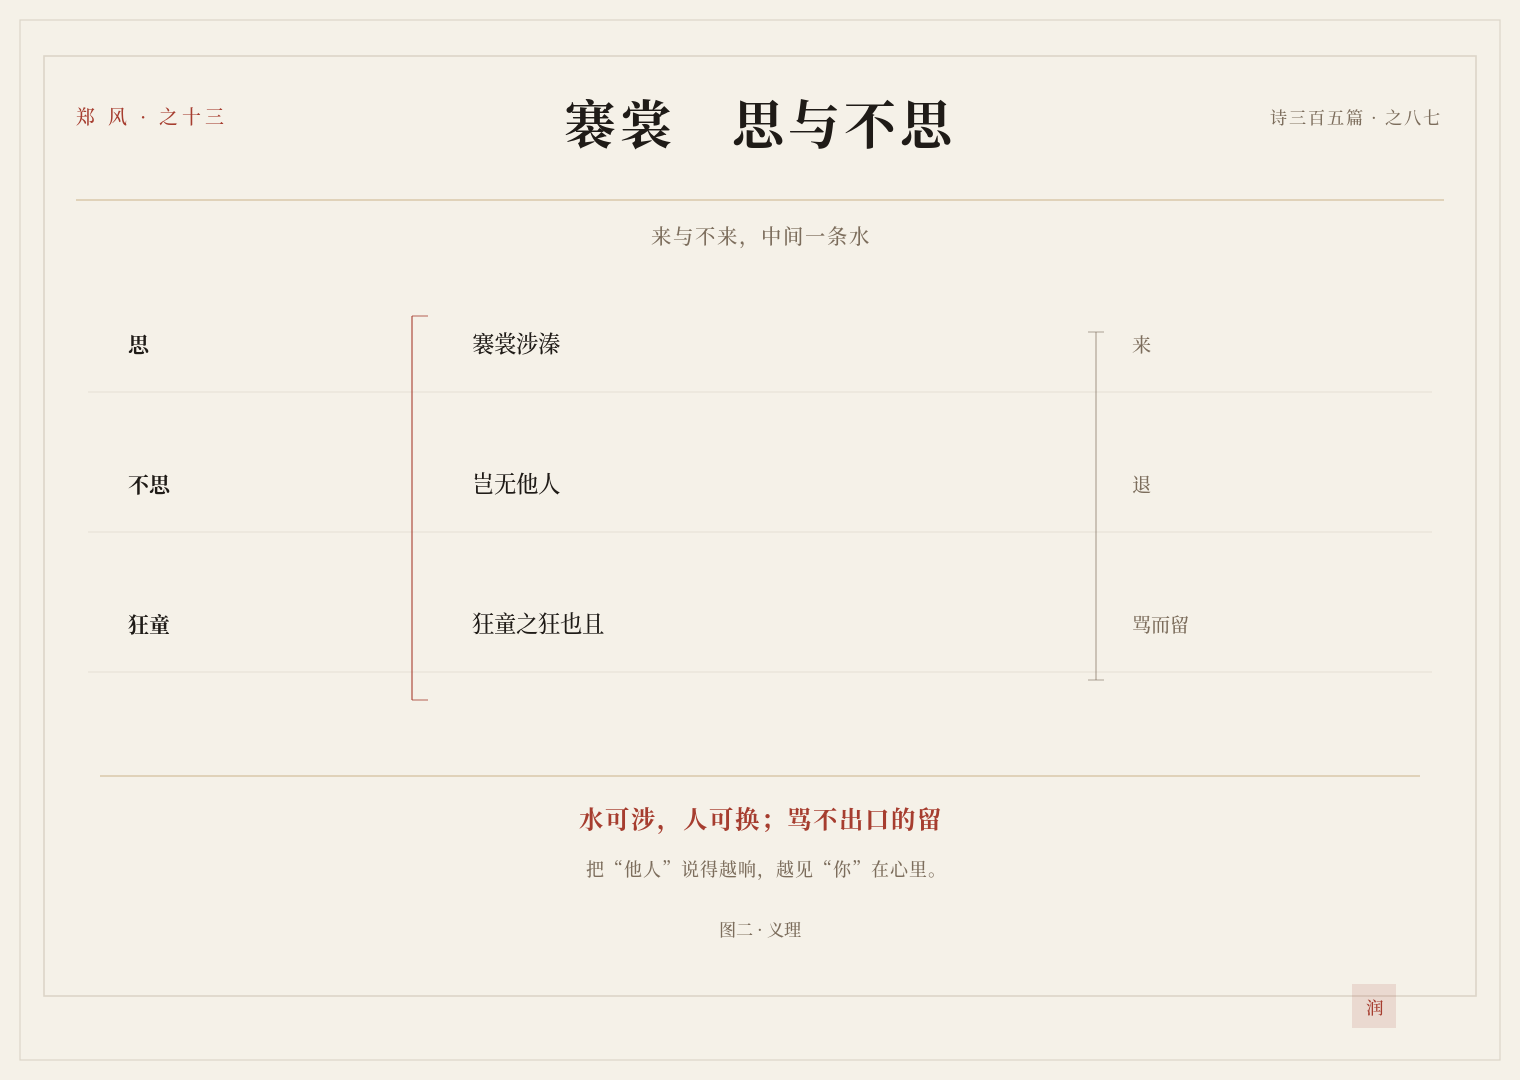 郑风·之十三
褰裳　思与不思
诗三百五篇·之八七
来与不来，中间一条水
思　褰裳涉溱　来
不思　岂无他人　退
狂童　狂童之狂也且　骂而留
水可涉，人可换；骂不出口的留
把“他人”说得越响，越见“你”在心里。
图二·义理
润